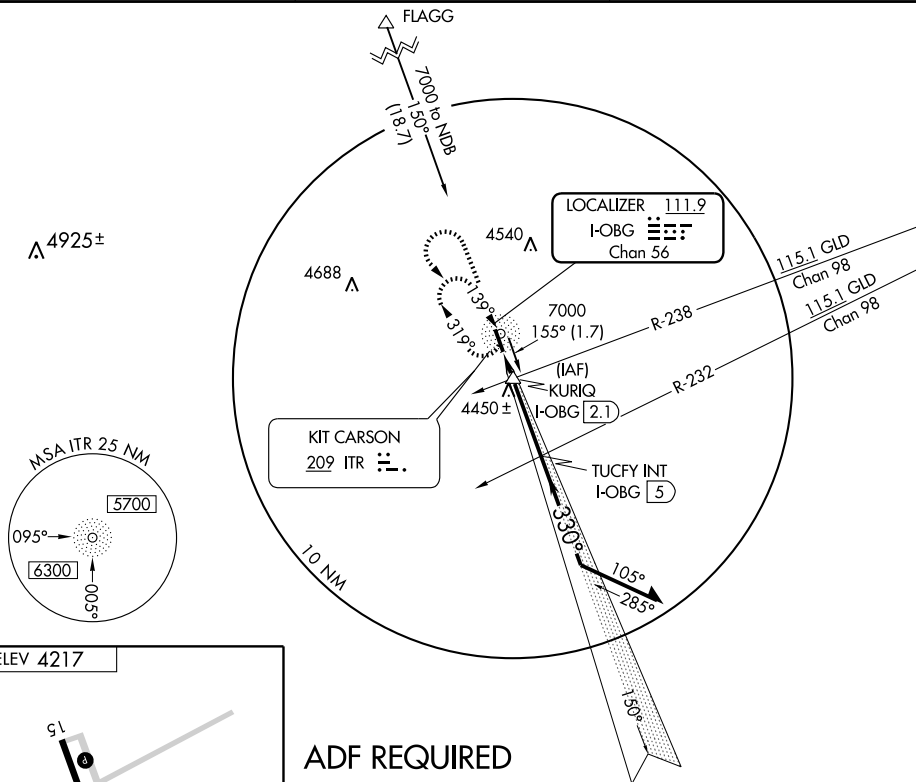 FLAGG
7000 to NDB
150°
(18.7)
LOCALIZER 111.9
I-OBG
Chan 56
4925±
4540
4688
115.1 GLD
Chan 98
115.1 GLD
Chan 98
R-238
R-232
139°
319°
7000
155° (1.7)
(IAF)
KURIQ
I-OBG 2.1
4450±
KIT CARSON
209 ITR
TUCFY INT
I-OBG 5
330°
105°
285°
150°
10 NM
MSA ITR 25 NM
5700
095°
6300
005°
ELEV 4217
15
P
ADF REQUIRED